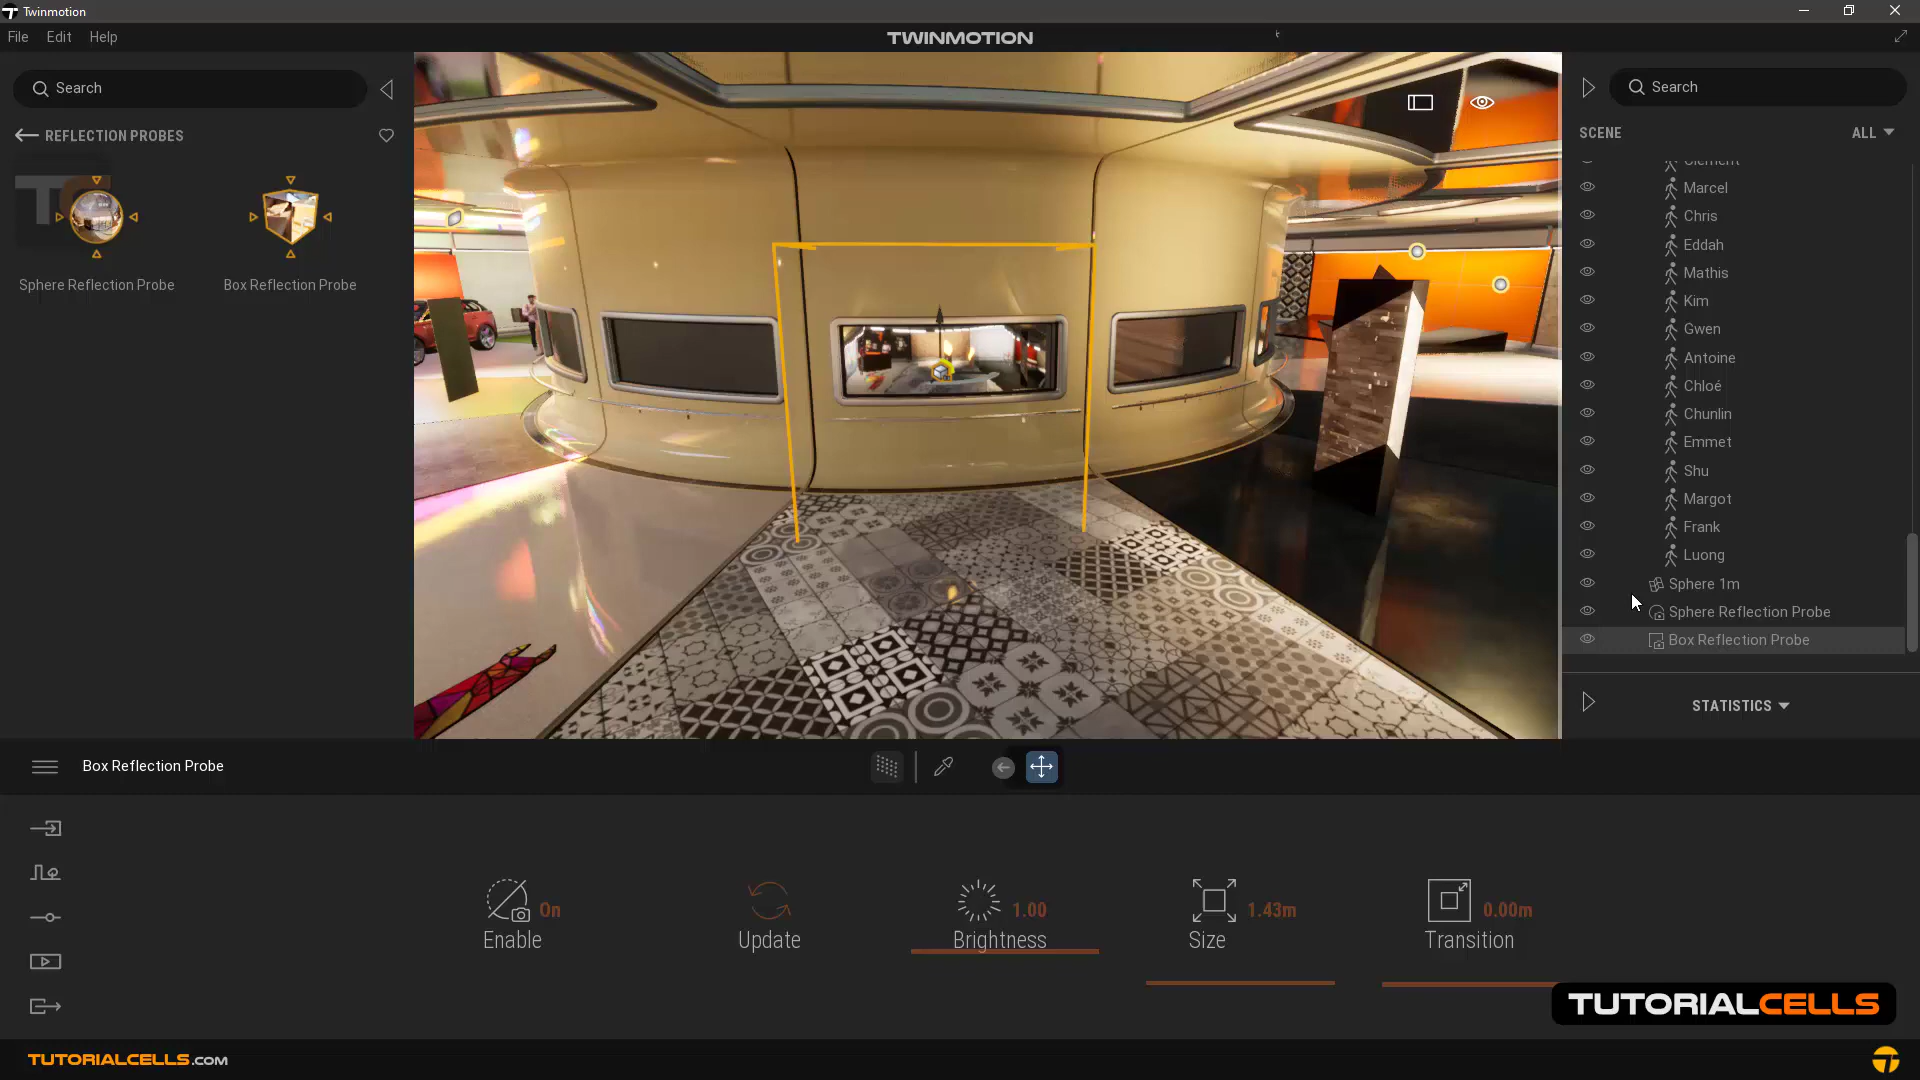 Twinmotion
File Edit Help
TWINMOTION
Search
REFLECTION PROBES
Sphere Reflection Probe
Box Reflection Probe
Search
SCENE
ALL
Clement
Marcel
Chris
Eddah
Mathis
Kim
Gwen
Antoine
Chloé
Chunlin
Emmet
Shu
Margot
Frank
Luong
Sphere 1m
Sphere Reflection Probe
Box Reflection Probe
STATISTICS
Box Reflection Probe
On
Enable
Update
1.00
Brightness
1.43m
Size
0.00m
Transition
TUTORIALCELLS
TUTORIALCELLS.COM